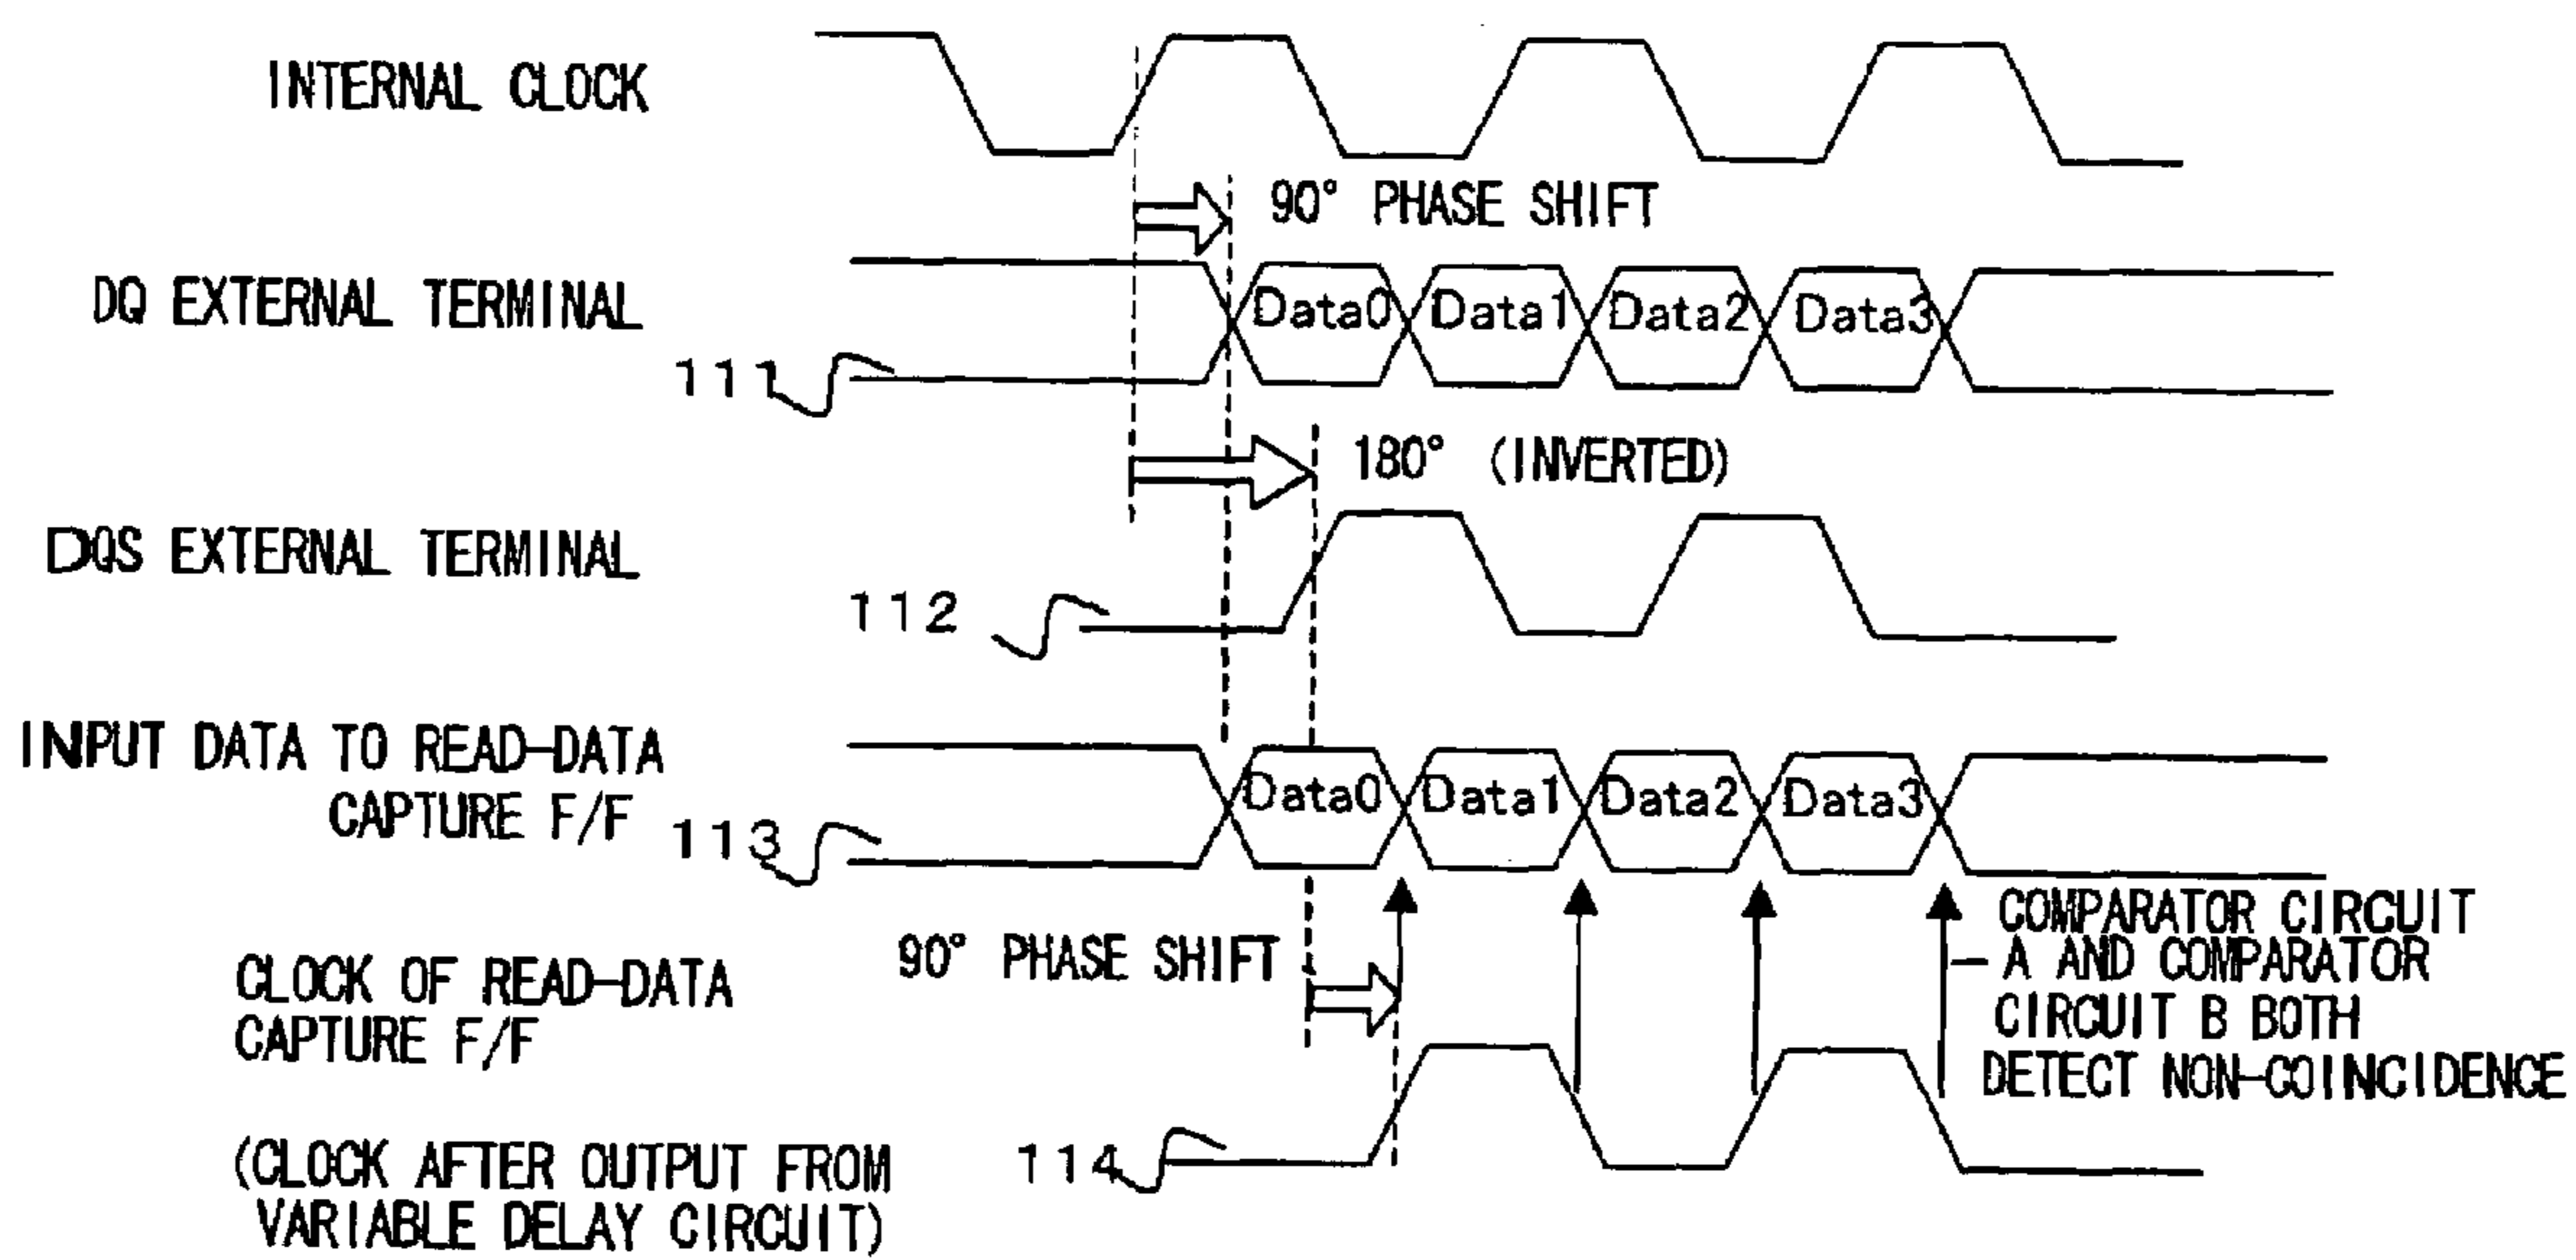 INTERNAL CLOCK
90° PHASE SHIFT
DQ EXTERNAL TERMINAL
Data0 Data1 Data2 Data3
111
180° (INVERTED)
DQS EXTERNAL TERMINAL
112
INPUT DATA TO READ-DATA
CAPTURE F/F
113
Data0 Data1 Data2 Data3
90° PHASE SHIFT
COMPARATOR CIRCUIT
A AND COMPARATOR
CIRCUIT B BOTH
DETECT NON-COINCIDENCE
CLOCK OF READ-DATA
CAPTURE F/F
(CLOCK AFTER OUTPUT FROM
VARIABLE DELAY CIRCUIT)
114